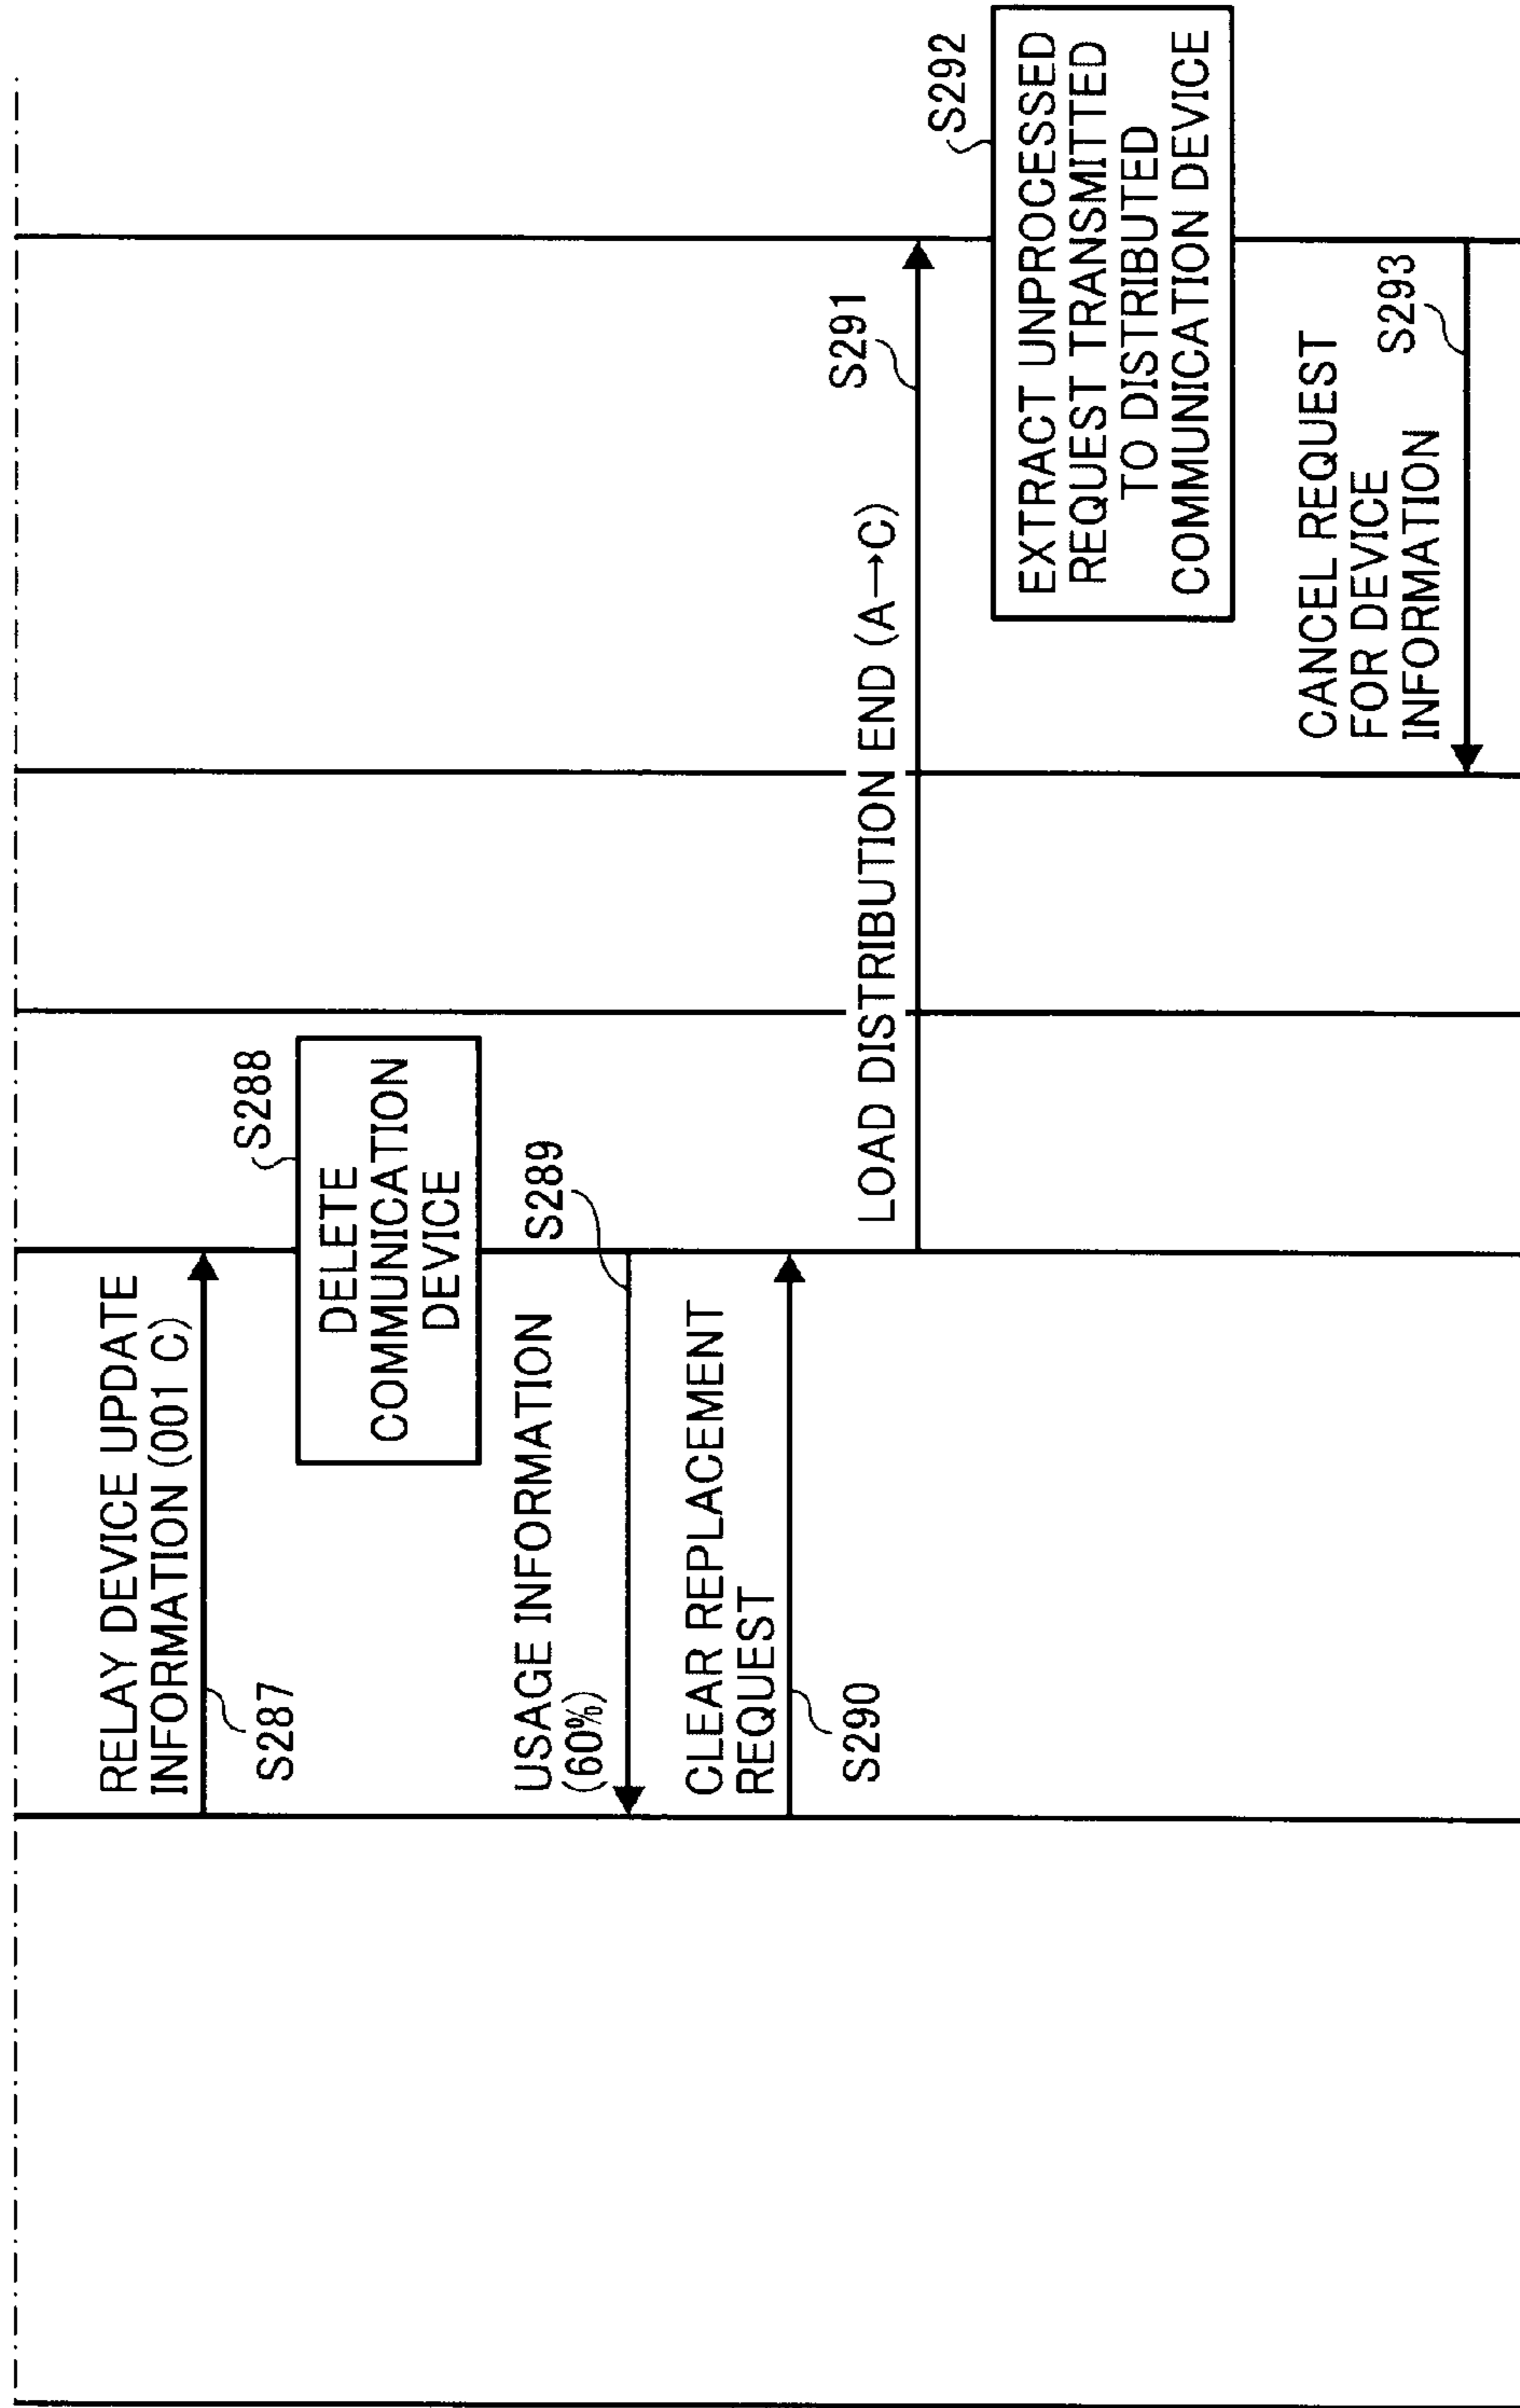 RELAY DEVICE UPDATE
INFORMATION (001 C)
S287
S288
DELETE
COMMUNICATION
DEVICE
USAGE INFORMATION
(60%)
S289
CLEAR REPLACEMENT
REQUEST
S290
LOAD DISTRIBUTION END (A→C)
S291
S292
EXTRACT UNPROCESSED
REQUEST TRANSMITTED
TO DISTRIBUTED
COMMUNICATION DEVICE
CANCEL REQUEST
FOR DEVICE
INFORMATION
S293